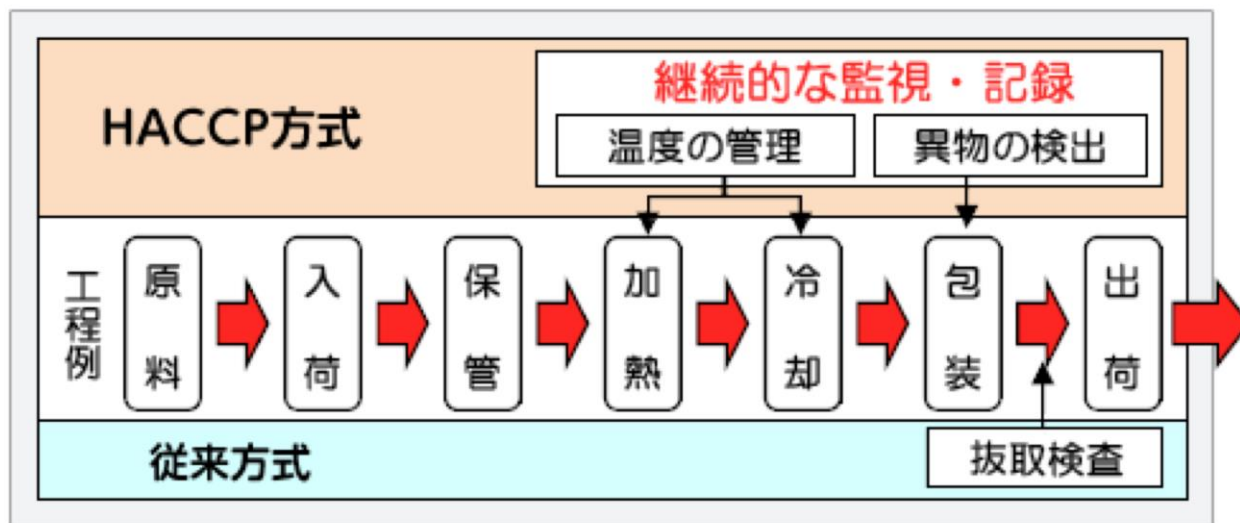 継続的な監視・記録
HACCP方式
温度の管理
異物の検出
工程例
原料
入荷
保管
加熱
冷却
包装
出荷
従来方式
抜取検査